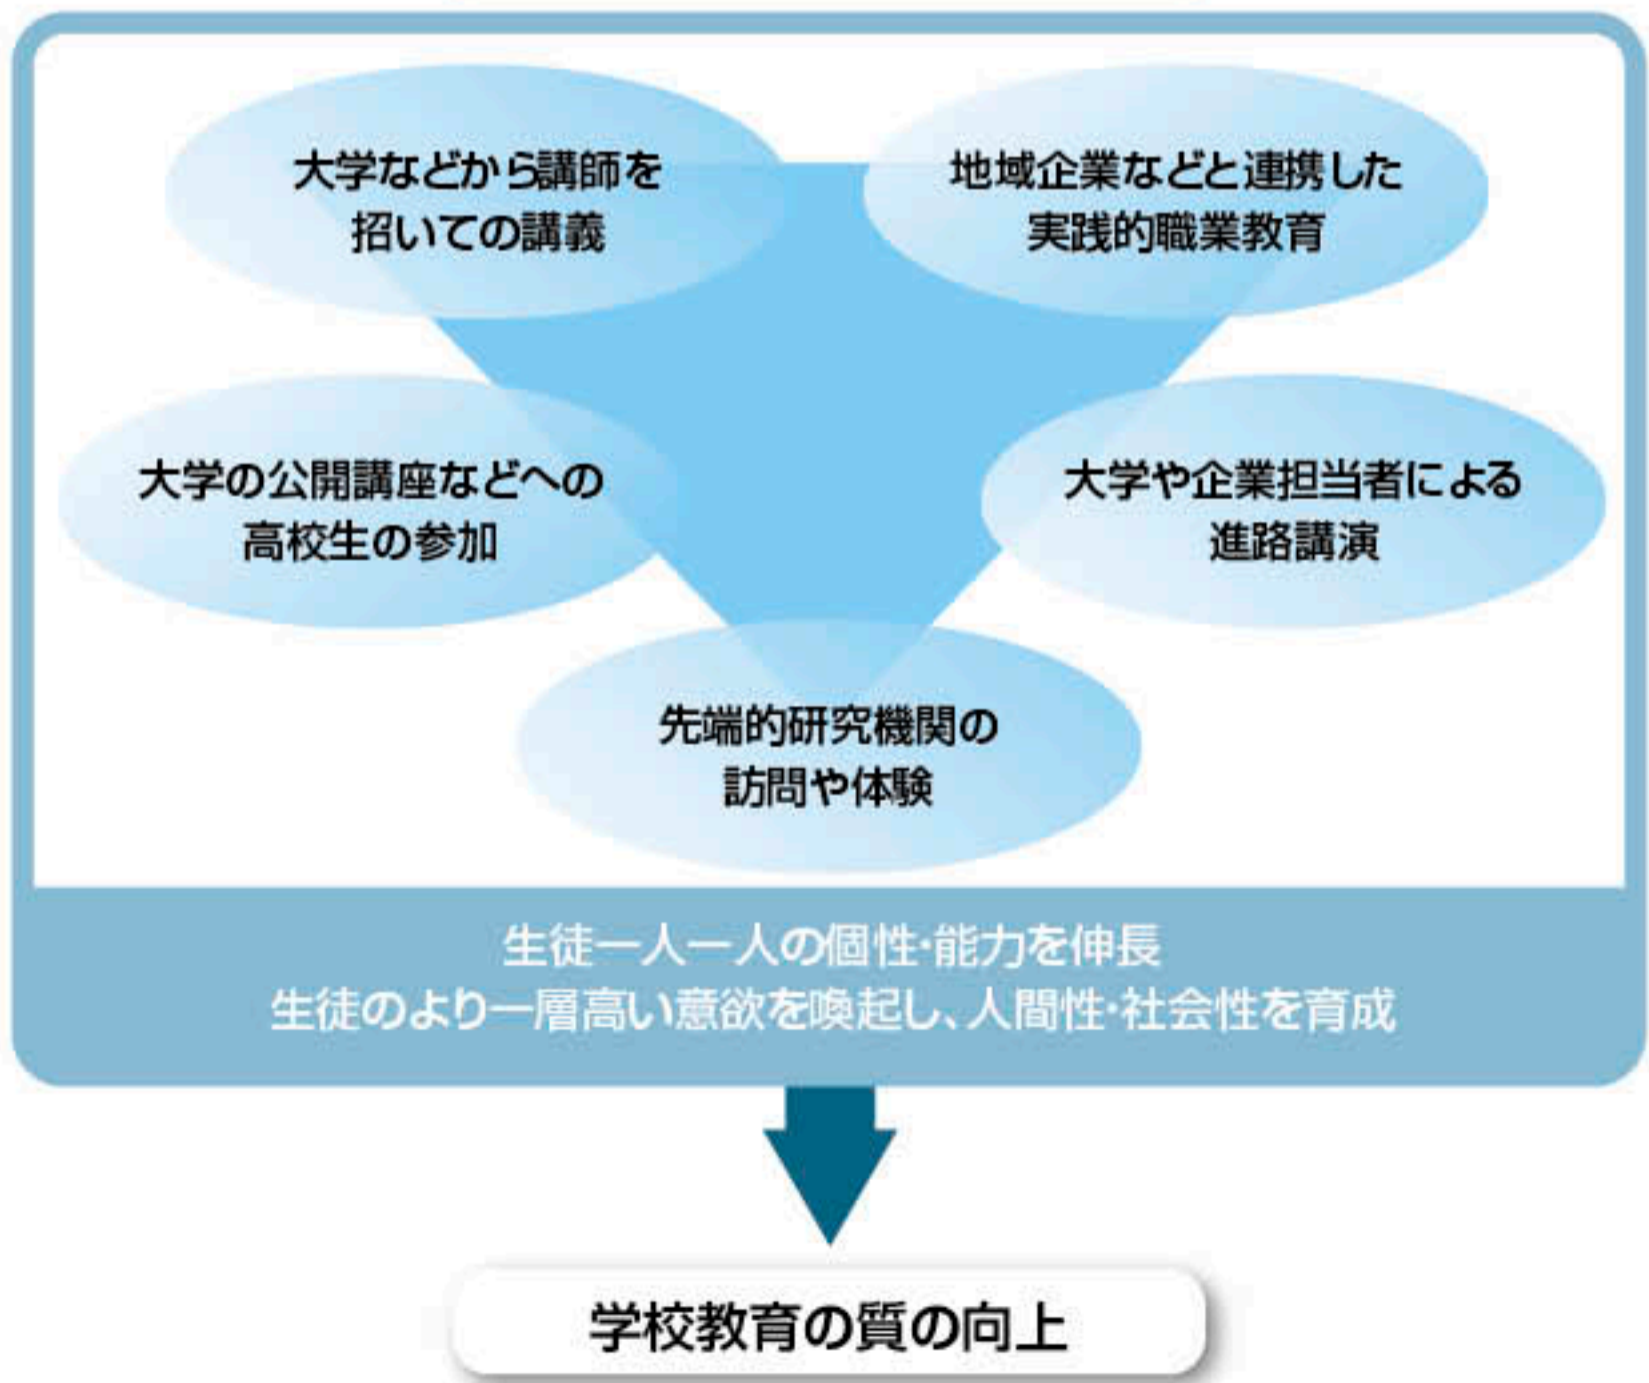 大学などから講師を
招いての講義
地域企業などと連携した
実践的職業教育
大学の公開講座などへの
高校生の参加
大学や企業担当者による
進路講演
先端的研究機関の
訪問や体験
生徒一人一人の個性・能力を伸長
生徒のより一層高い意欲を喚起し、人間性・社会性を育成
学校教育の質の向上